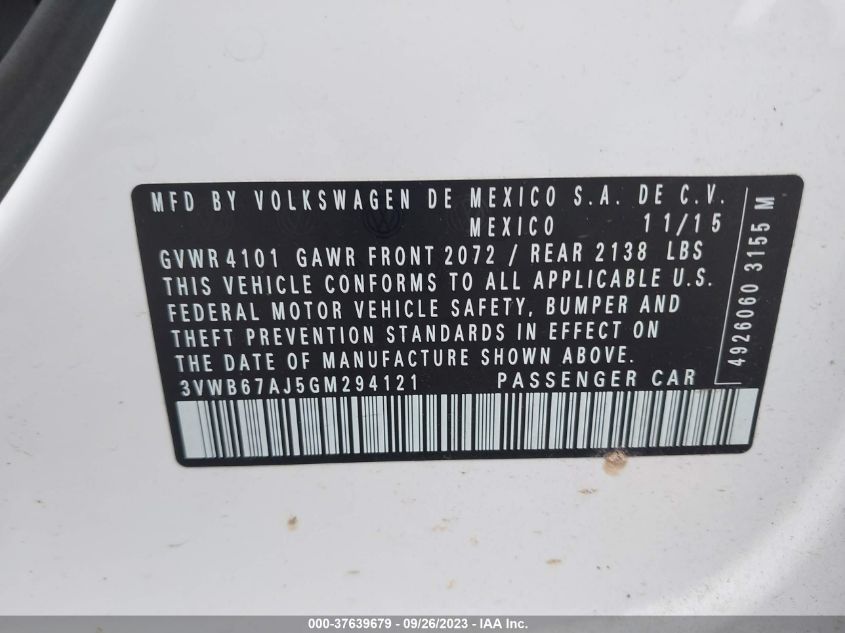 MFD BY VOLKSWAGEN DE MEXICO S.A. DE C.V.
MEXICO 11/15
GVWR 4101 GAWR FRONT 2072 / REAR 2138 LBS
THIS VEHICLE CONFORMS TO ALL APPLICABLE U.S.
FEDERAL MOTOR VEHICLE SAFETY, BUMPER AND
THEFT PREVENTION STANDARDS IN EFFECT ON
THE DATE OF MANUFACTURE SHOWN ABOVE.
3VWB67AJ5GM294121 PASSENGER CAR
4926060 3155 M
000-37639679 - 09/26/2023 - IAA Inc.